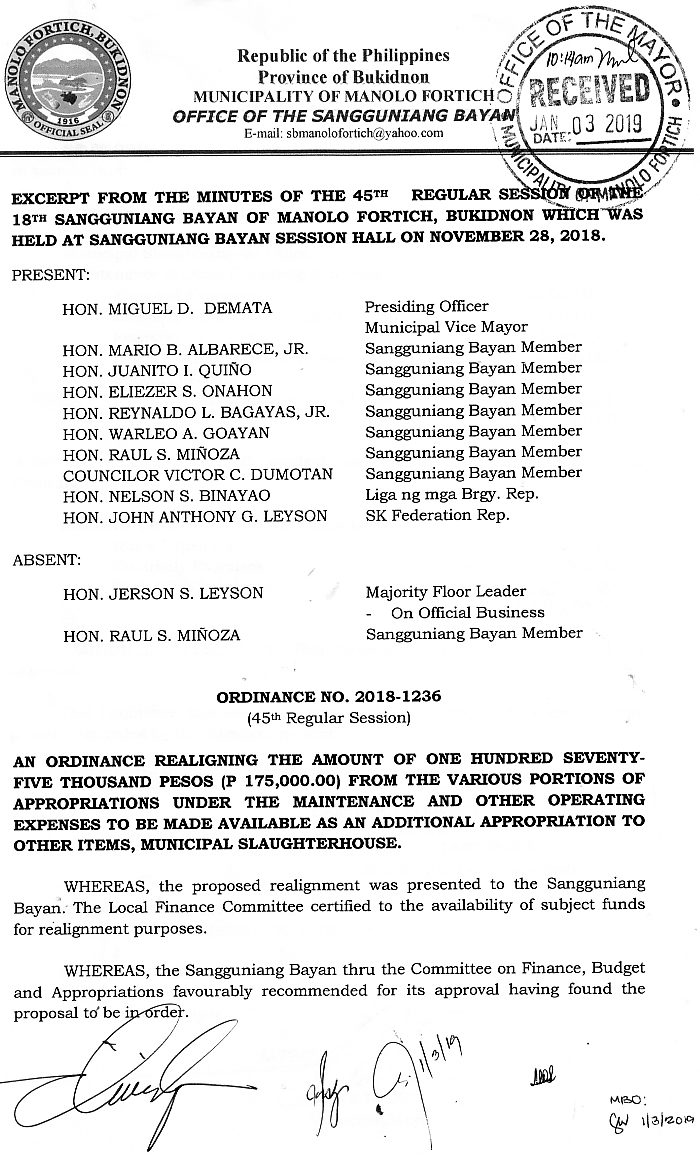 MANOLO FORTICH, BUKIDNON
1916
OFFICIAL SEAL
Republic of the Philippines
Province of Bukidnon
MUNICIPALITY OF MANOLO FORTICH
OFFICE OF THE SANGGUNIANG BAYAN
E-mail: sbmanolofortich@yahoo.com
OFFICE OF THE MAYOR
10:19am
RECEIVED
JAN 03 2019
DATE:
MUNICIPALITY OF MANOLO FORTICH
EXCERPT FROM THE MINUTES OF THE 45TH REGULAR SESSION OF THE
18TH SANGGUNIANG BAYAN OF MANOLO FORTICH, BUKIDNON WHICH WAS
HELD AT SANGGUNIANG BAYAN SESSION HALL ON NOVEMBER 28, 2018.
PRESENT:
HON. MIGUEL D. DEMATA Presiding Officer
Municipal Vice Mayor
HON. MARIO B. ALBARECE, JR. Sangguniang Bayan Member
HON. JUANITO I. QUIÑO Sangguniang Bayan Member
HON. ELIEZER S. ONAHON Sangguniang Bayan Member
HON. REYNALDO L. BAGAYAS, JR. Sangguniang Bayan Member
HON. WARLEO A. GOAYAN Sangguniang Bayan Member
HON. RAUL S. MIÑOZA Sangguniang Bayan Member
COUNCILOR VICTOR C. DUMOTAN Sangguniang Bayan Member
HON. NELSON S. BINAYAO Liga ng mga Brgy. Rep.
HON. JOHN ANTHONY G. LEYSON SK Federation Rep.
ABSENT:
HON. JERSON S. LEYSON Majority Floor Leader
- On Official Business
HON. RAUL S. MIÑOZA Sangguniang Bayan Member
ORDINANCE NO. 2018-1236
(45th Regular Session)
AN ORDINANCE REALIGNING THE AMOUNT OF ONE HUNDRED SEVENTY-
FIVE THOUSAND PESOS (P 175,000.00) FROM THE VARIOUS PORTIONS OF
APPROPRIATIONS UNDER THE MAINTENANCE AND OTHER OPERATING
EXPENSES TO BE MADE AVAILABLE AS AN ADDITIONAL APPROPRIATION TO
OTHER ITEMS, MUNICIPAL SLAUGHTERHOUSE.
WHEREAS, the proposed realignment was presented to the Sangguniang
Bayan. The Local Finance Committee certified to the availability of subject funds
for realignment purposes.
WHEREAS, the Sangguniang Bayan thru the Committee on Finance, Budget
and Appropriations favourably recommended for its approval having found the
proposal to be in order.
1/3/19
MBO:
1/3/2019